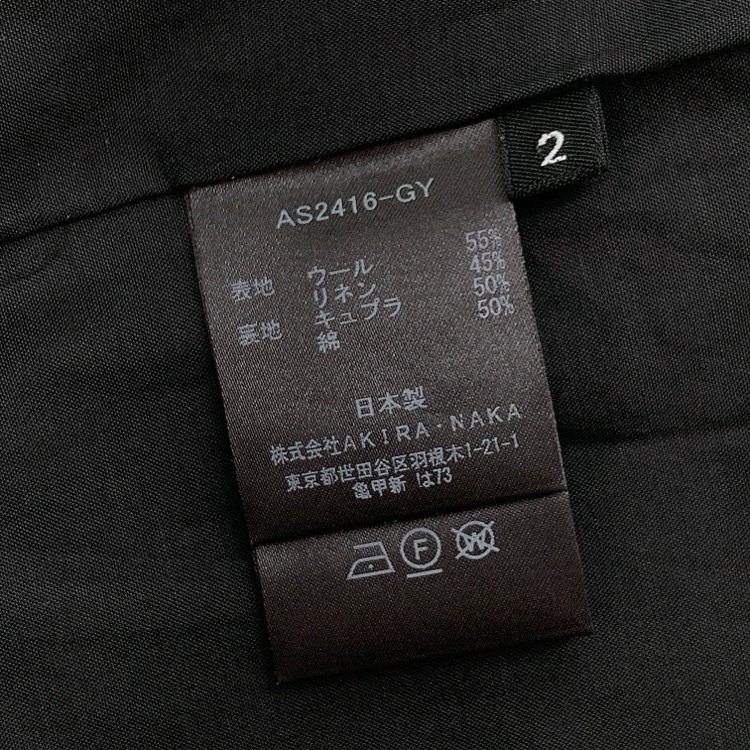 2
AS2416-GY
表地 ウール 55%
リネン 45%
裏地 キュプラ 50%
綿 50%
日本製
株式会社AKIRA・NAKA
東京都世田谷区羽根木1-21-1
亀甲新 は73
F
W